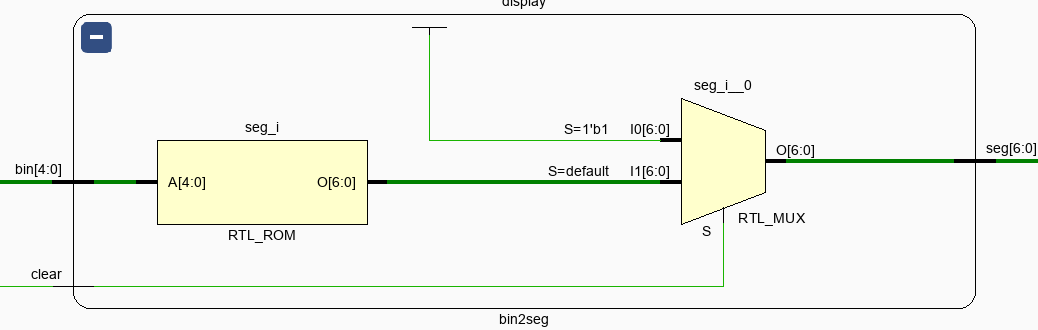 display
seg_i__0
seg_i
S=1'b1 I0[6:0]
bin[4:0]
A[4:0] O[6:0]
S=default I1[6:0]
O[6:0]
seg[6:0]
RTL_ROM
S
RTL_MUX
clear
bin2seg